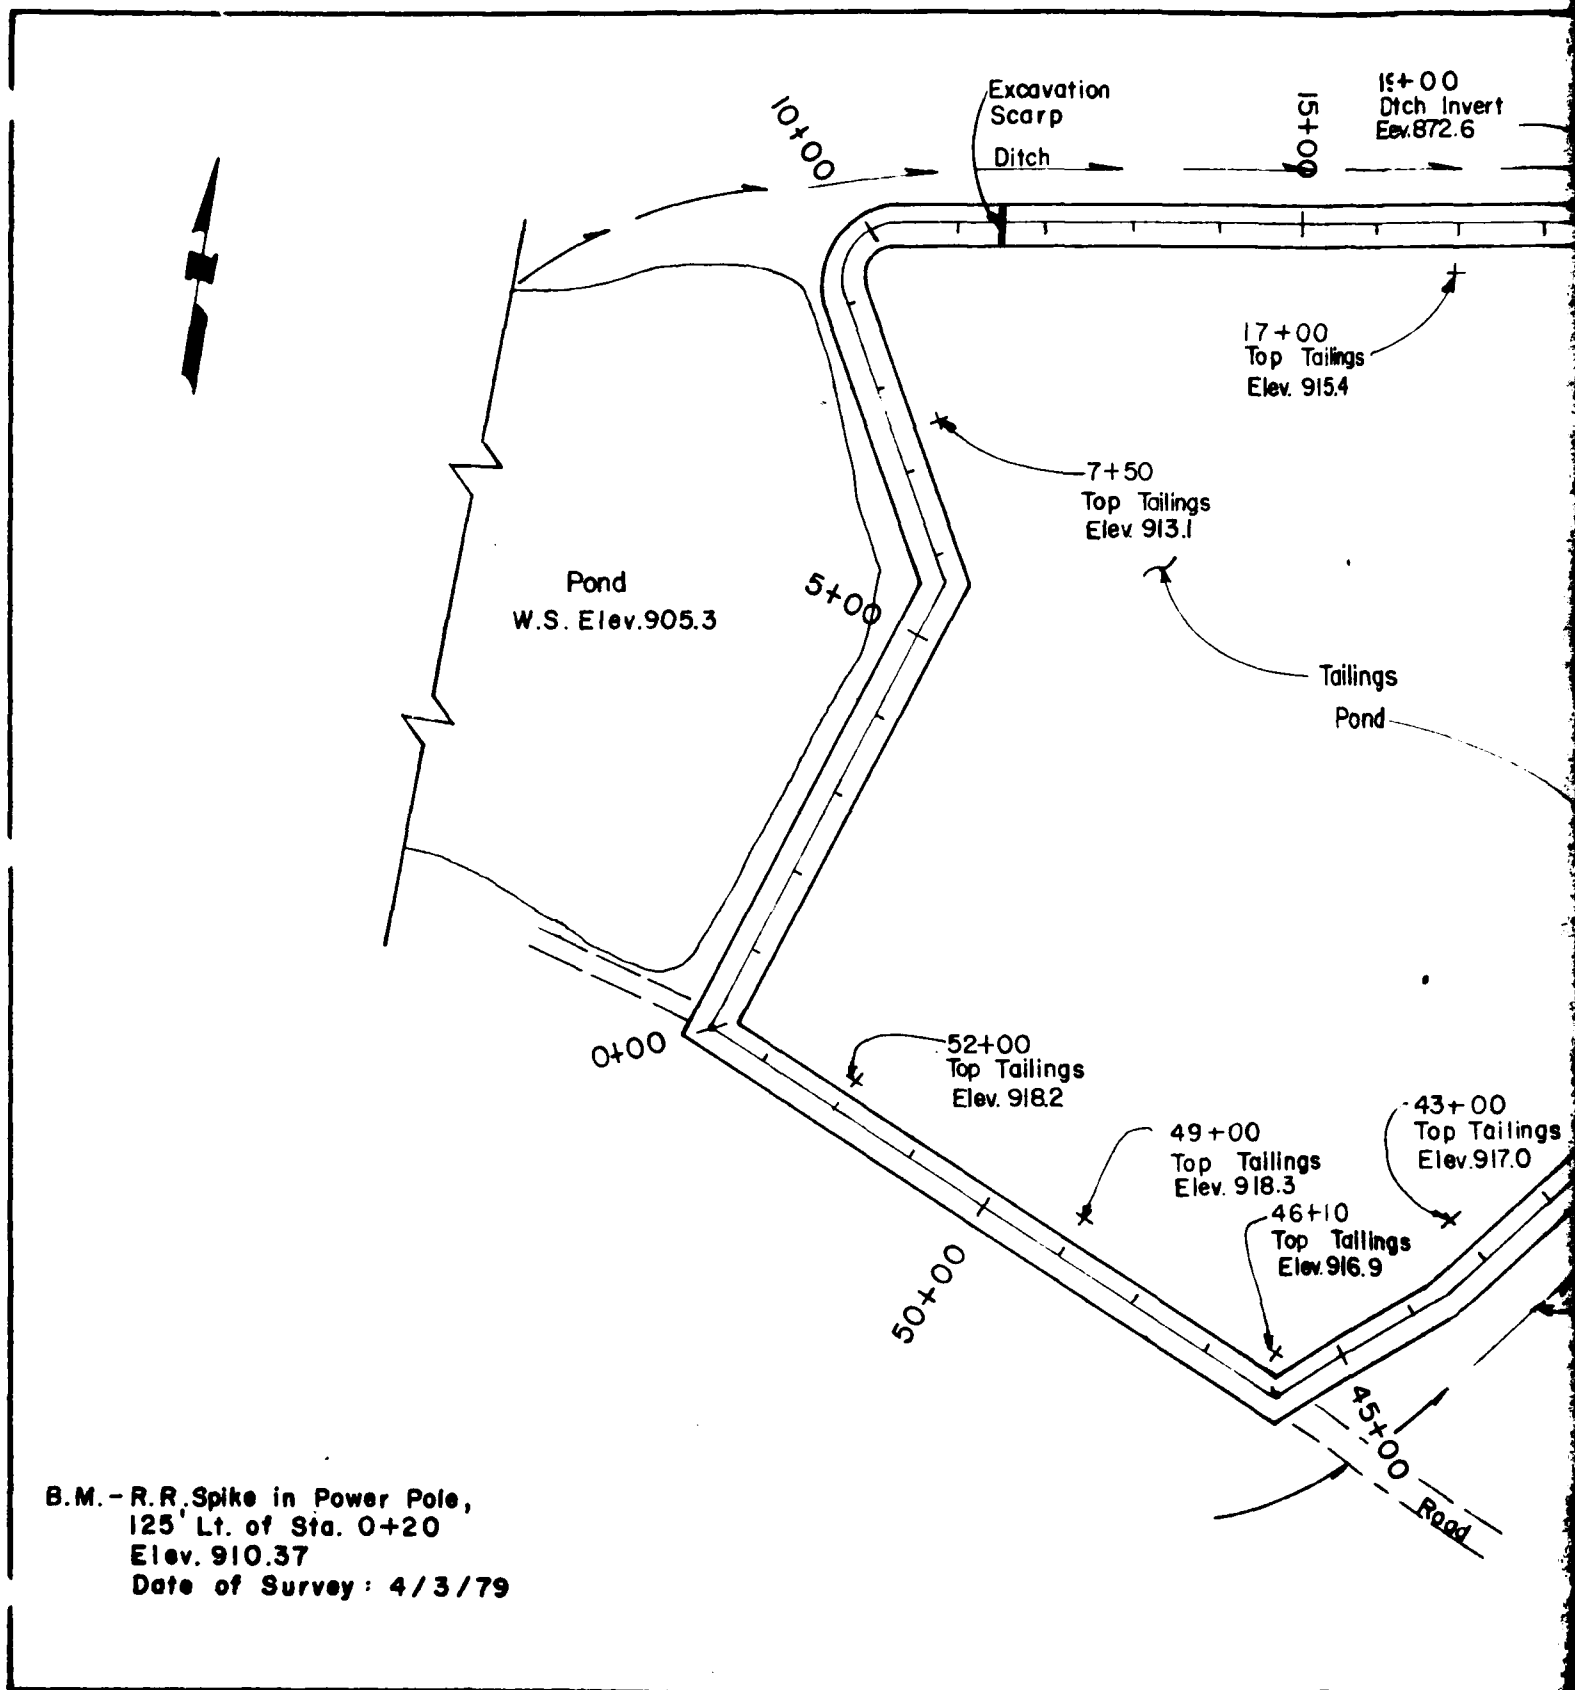 Excavation
Scarp
Ditch
10+00
15+00
Ditch Invert
872.6
17+00
Top Tailings
Elev. 915.4
7+50
Top Tailings
Elev. 913.1
Pond
W.S. Elev. 905.3
5+00
Tailings
Pond
0+00
52+00
Top Tailings
Elev. 918.2
49+00
Top Tailings
Elev. 918.3
43+00
Top Tailings
Elev. 917.0
46+10
Top Tailings
Elev. 916.9
50+00
45+00
Road
B.M. - R.R. Spike in Power Pole,
125' Lt. of Sta. 0+20
Elev. 910.37
Date of Survey: 4/3/79